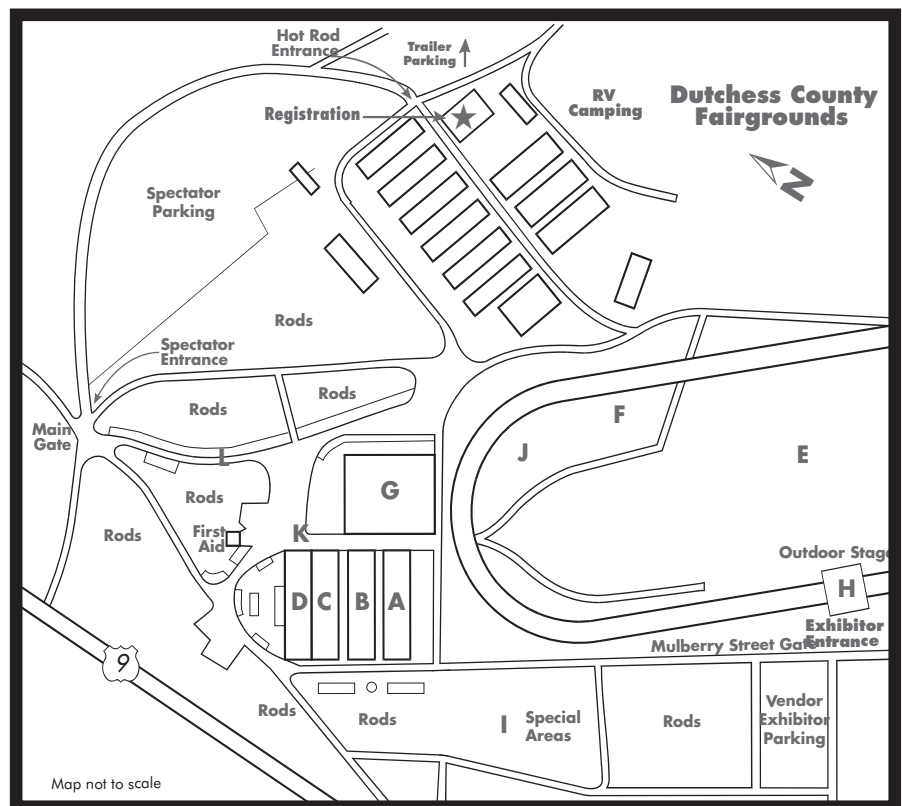 Hot Rod
Entrance
Trailer
Parking
Registration
RV
Camping
Dutchess County
Fairgrounds
N
Spectator
Parking
Rods
Spectator
Entrance
Rods
Rods
Main
Gate
L
J
F
E
G
Rods
Rods
First
Aid
K
Outdoor Stage
H
D
C
B
A
Exhibitor
Entrance
Mulberry Street Gate
9
Rods
Rods
I
Special
Areas
Rods
Vendor
Exhibitor
Parking
Map not to scale